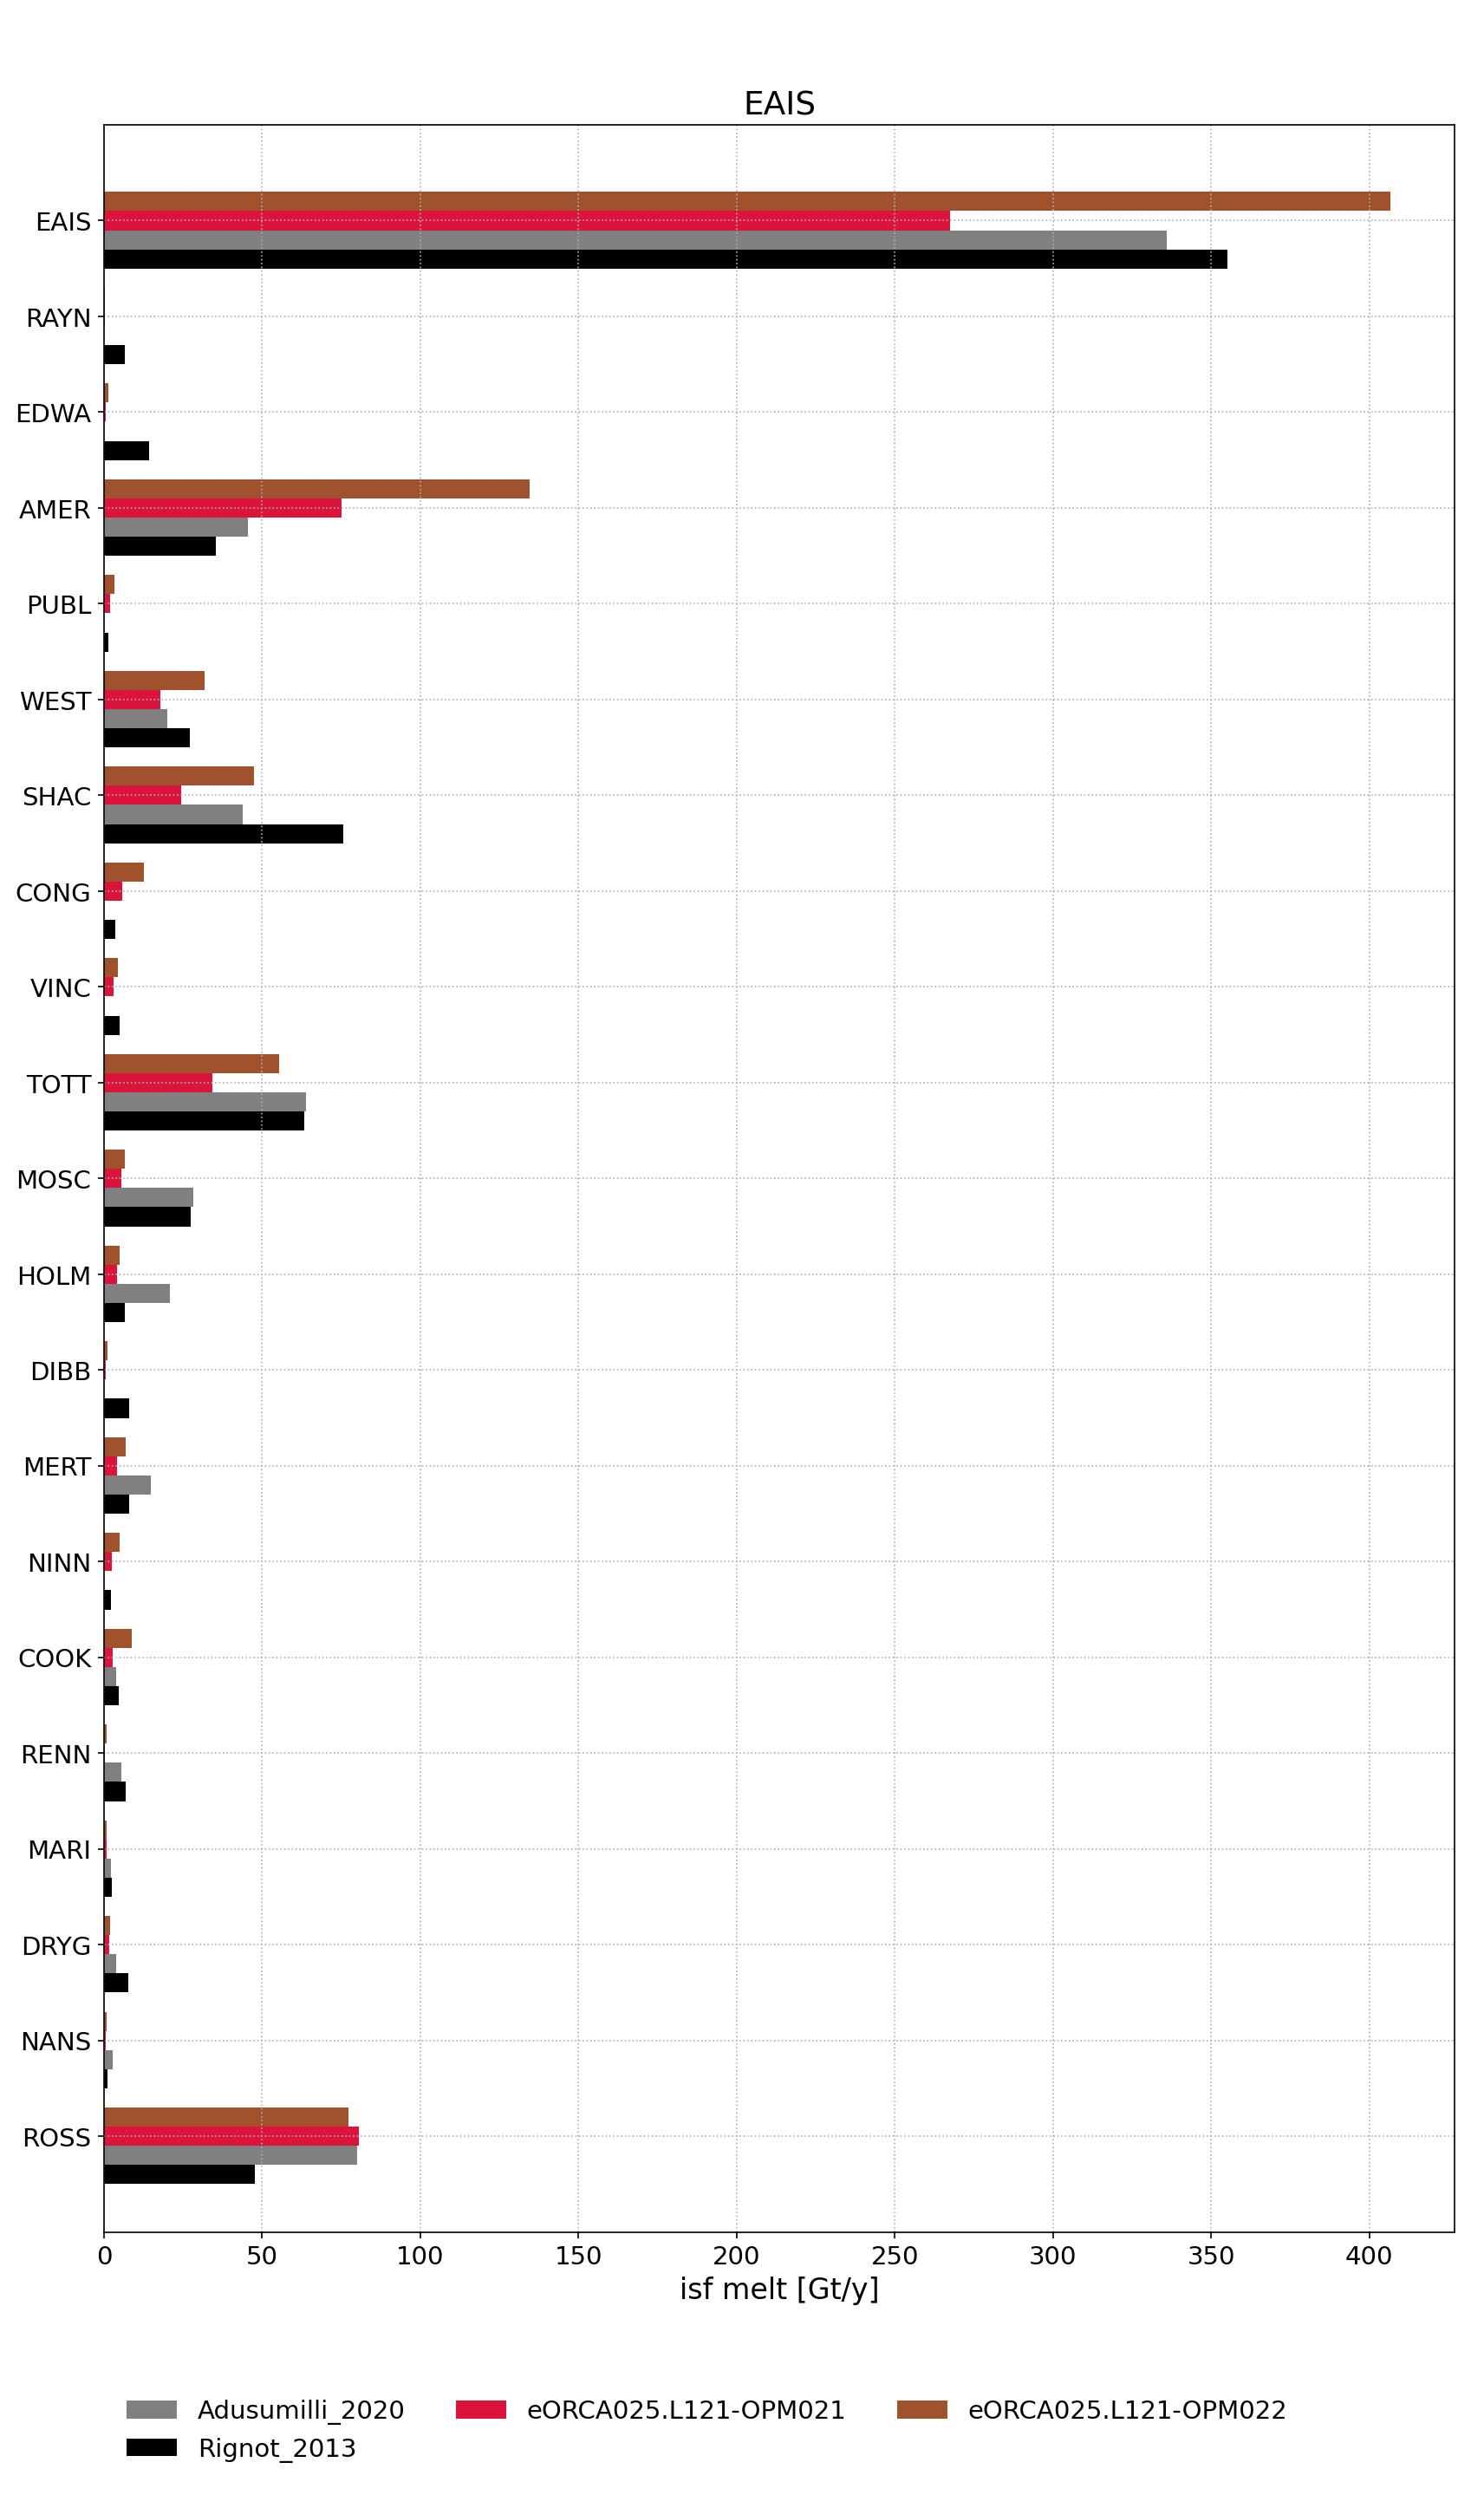 EAIS
EAIS
RAYN
EDWA
AMER
PUBL
WEST
SHAC
CONG
VINC
TOTT
MOSC
HOLM
DIBB
MERT
NINN
COOK
RENN
MARI
DRYG
NANS
ROSS
0 50 100 150 200 250 300 350 400
isf melt [Gt/y]
Adusumilli_2020 eORCA025.L121-OPM021 eORCA025.L121-OPM022
Rignot_2013